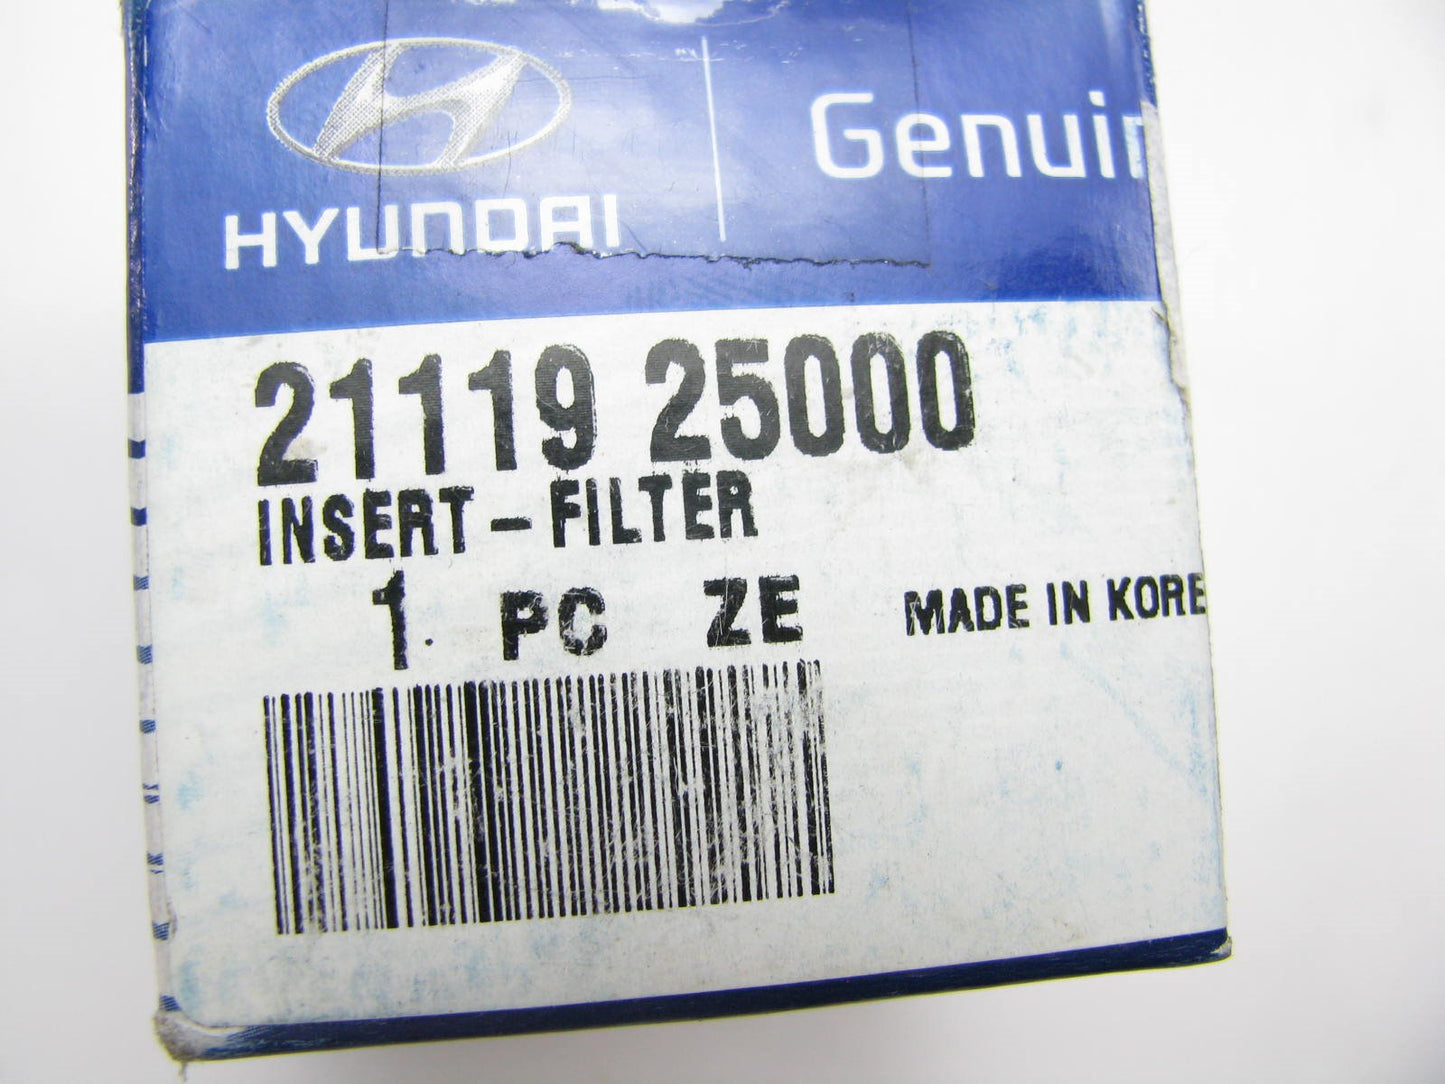 HYUNDAI
Genuin
21119 25000
INSERT-FILTER
1 PC ZE MADE IN KORE